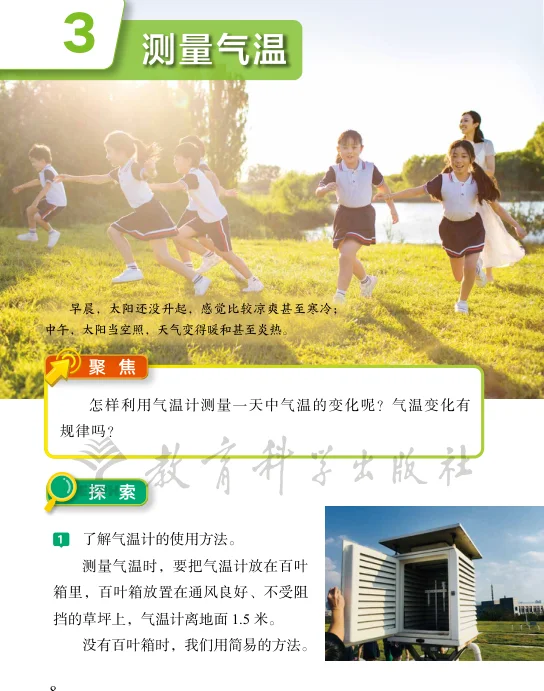 3
测量气温
早晨，太阳还没升起，感觉比较凉爽甚至寒冷；
中午，太阳当空照，天气变得暖和甚至炎热。
聚焦
怎样利用气温计测量一天中气温的变化呢？气温变化有
规律吗？
教育科学出版社
探索
1 了解气温计的使用方法。
测量气温时，要把气温计放在百叶
箱里，百叶箱放置在通风良好、不受阻
挡的草坪上，气温计离地面 1.5 米。
没有百叶箱时，我们用简易的方法。
8